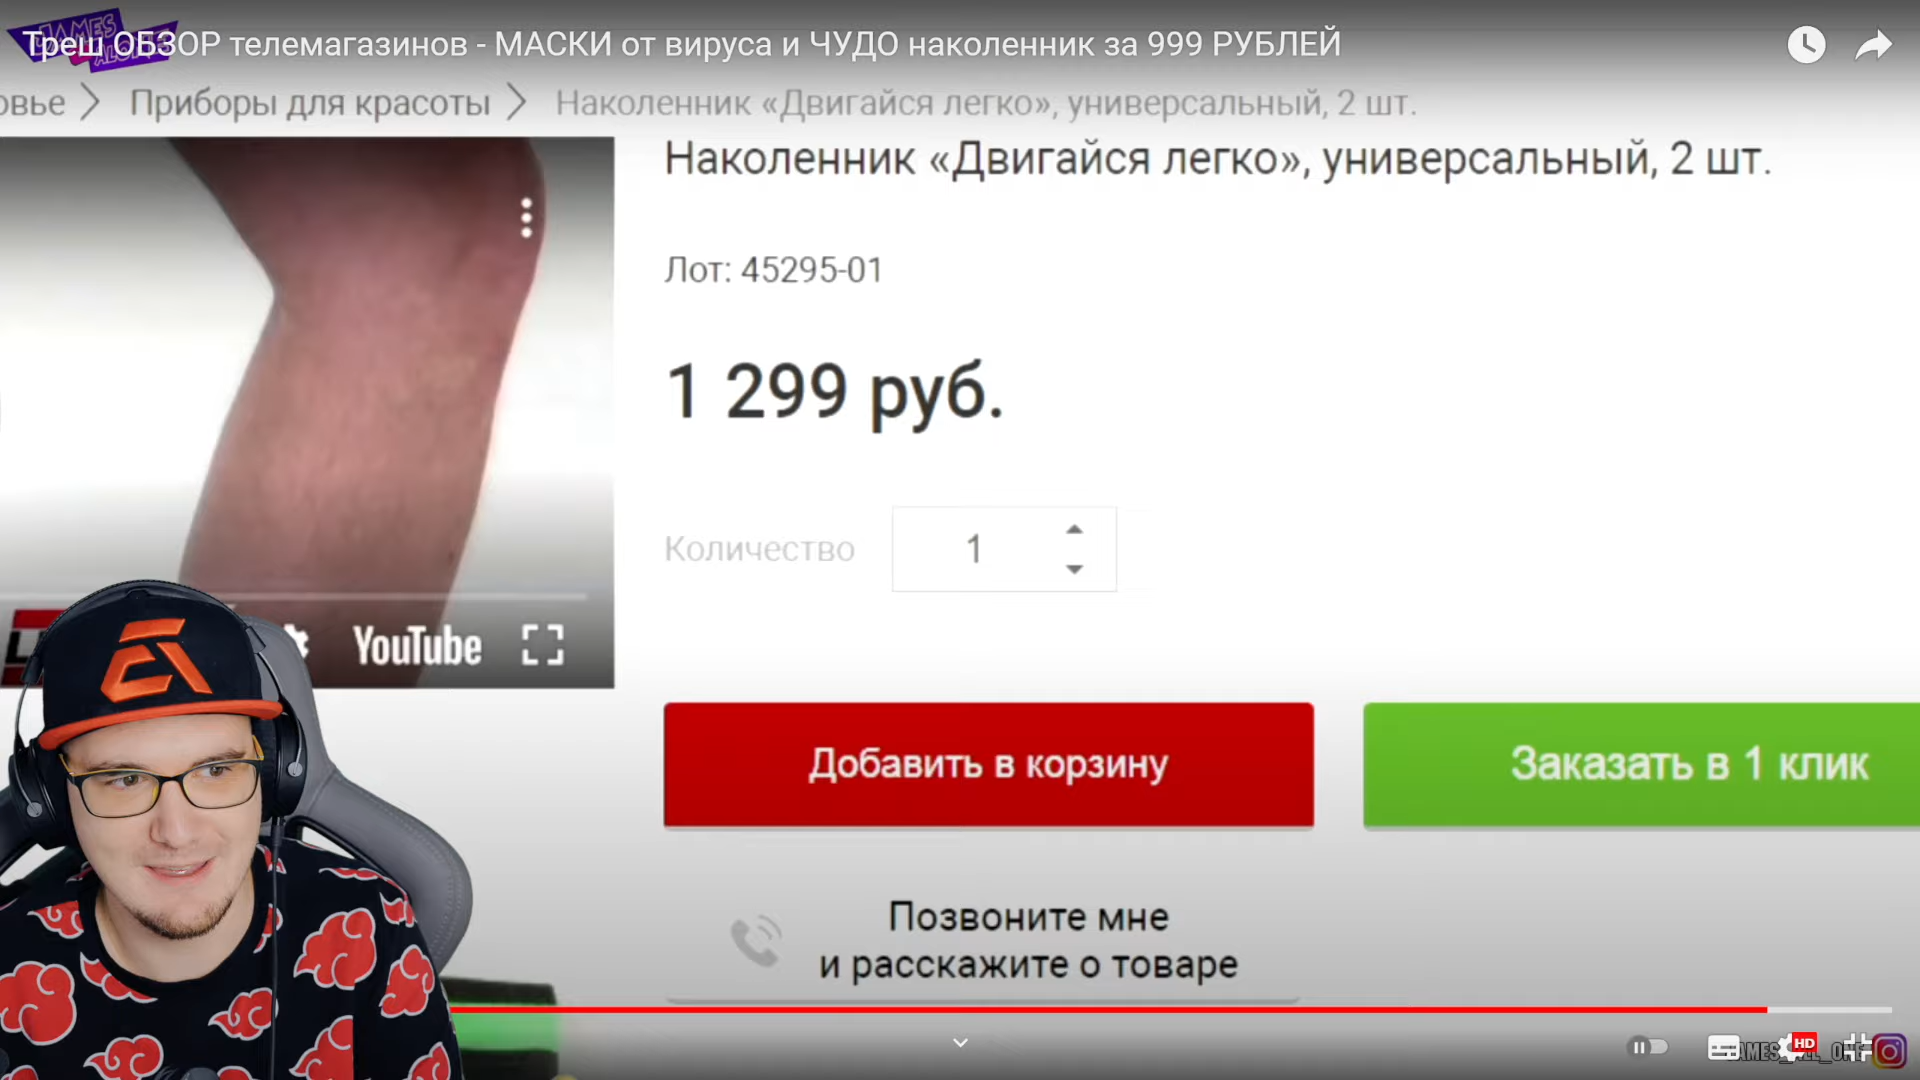 Треш ОБЗОР телемагазинов - МАСКИ от вируса и ЧУДО наколенник за 999 РУБЛЕЙ
овье > Приборы для красоты > Наколенник «Двигайся легко», универсальный, 2 шт.
Наколенник «Двигайся легко», универсальный, 2 шт.
Лот: 45295-01
1 299 руб.
Количество 1
YouTube
Добавить в корзину
Заказать в 1 клик
Позвоните мне
и расскажите о товаре
HD